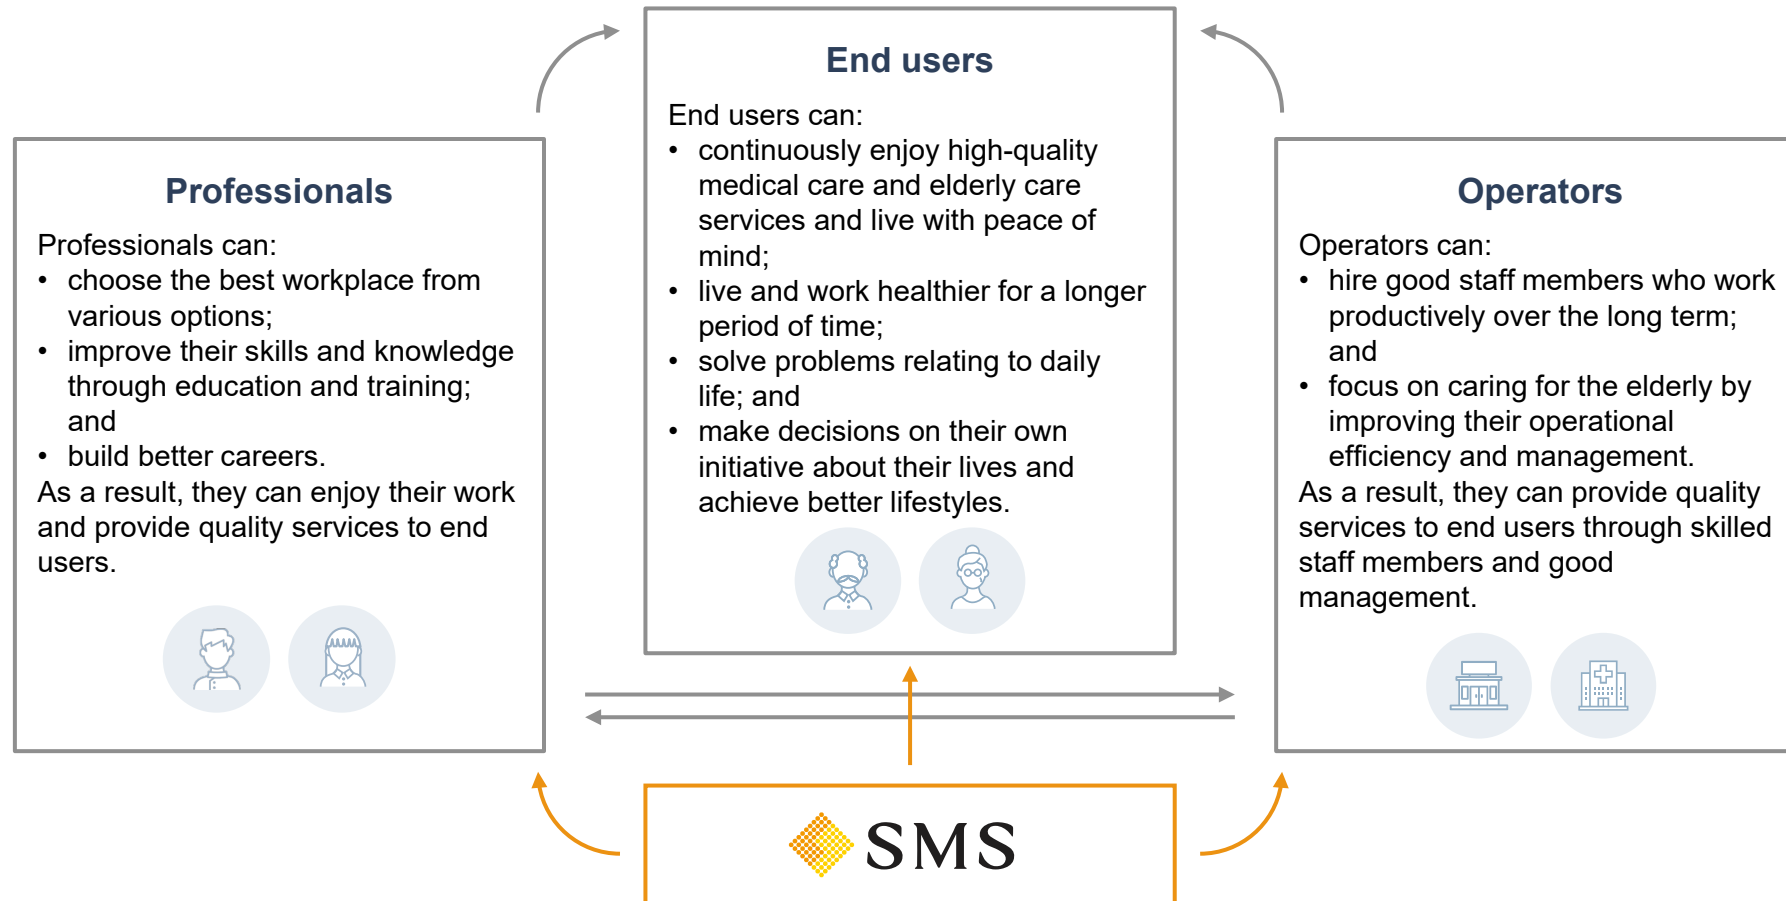 End users
End users can:
• continuously enjoy high-quality
medical care and elderly care
services and live with peace of
mind;
• live and work healthier for a longer
period of time;
• solve problems relating to daily
life; and
• make decisions on their own
initiative about their lives and
achieve better lifestyles.
Professionals
Professionals can:
• choose the best workplace from
various options;
• improve their skills and knowledge
through education and training;
and
• build better careers.
As a result, they can enjoy their work
and provide quality services to end
users.
Operators
Operators can:
• hire good staff members who work
productively over the long term;
and
• focus on caring for the elderly by
improving their operational
efficiency and management.
As a result, they can provide quality
services to end users through skilled
staff members and good
management.
SMS